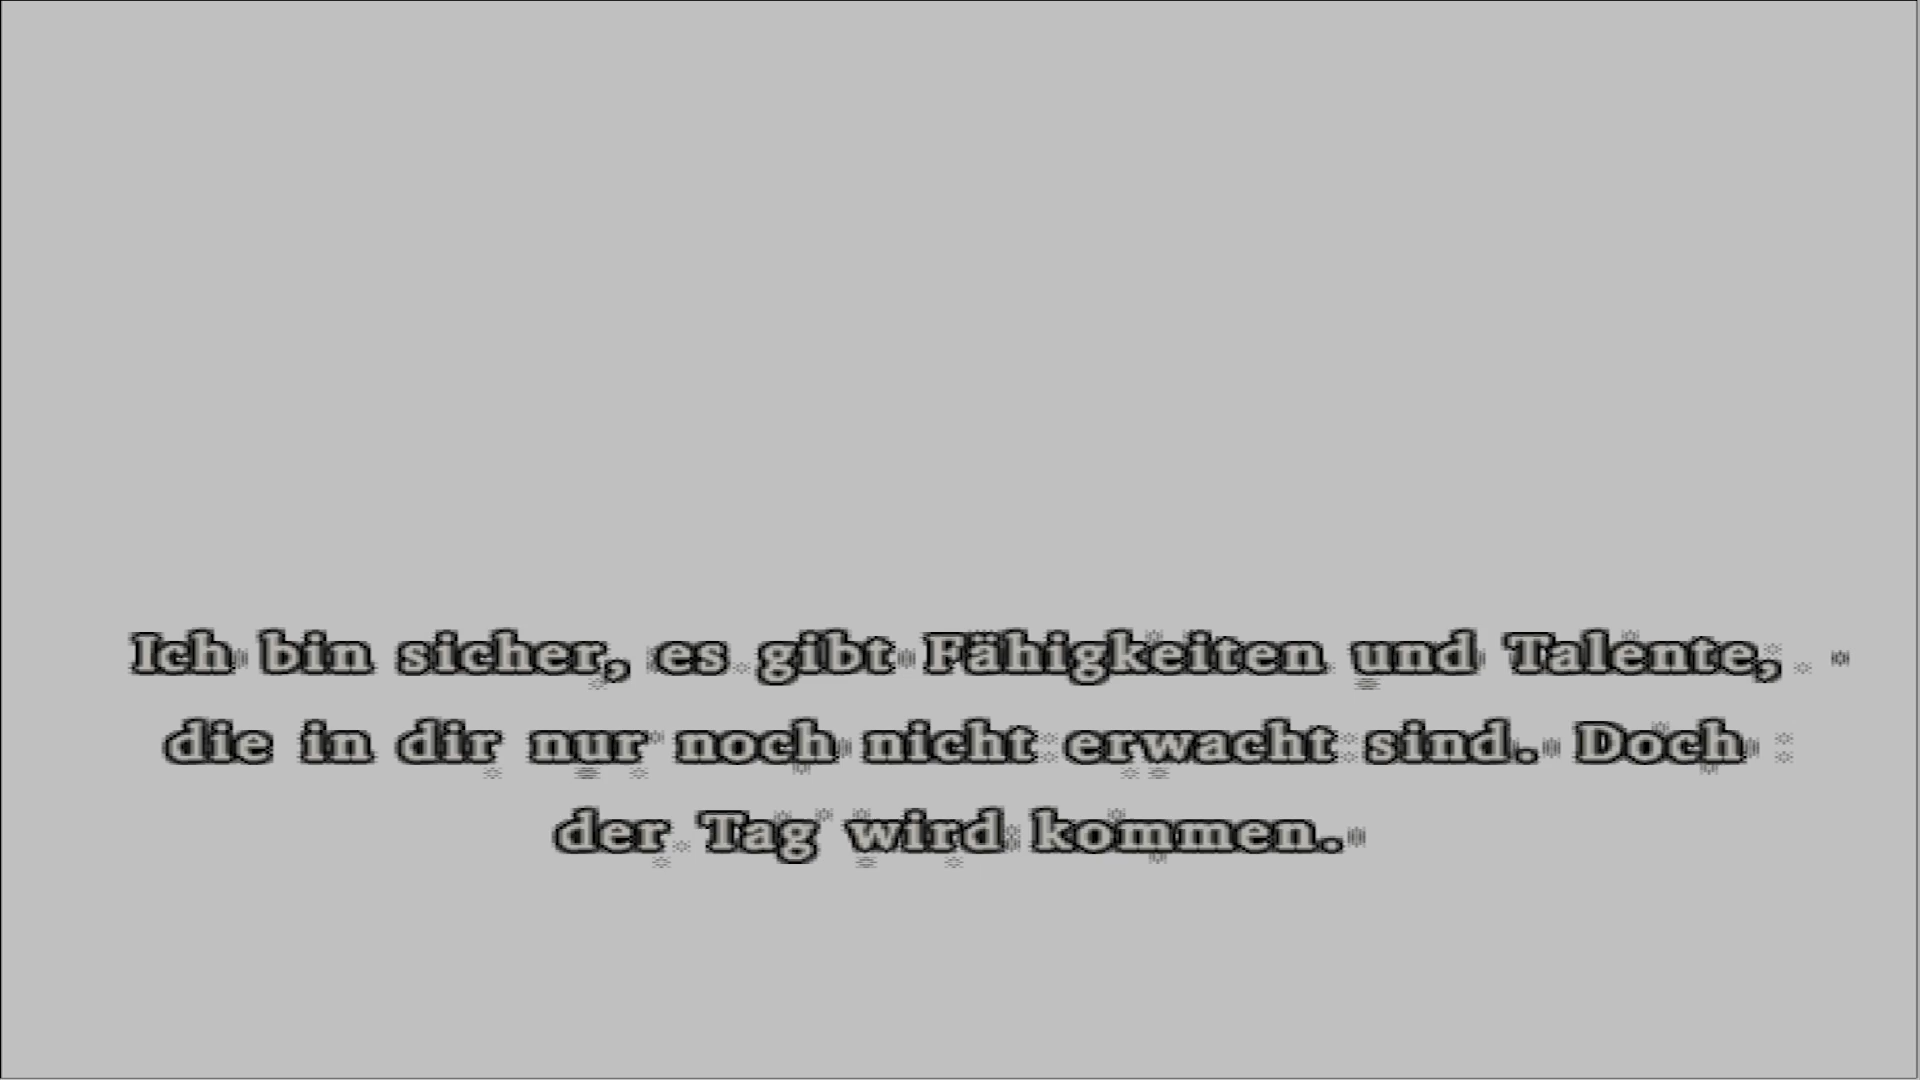 Ich bin sicher, es gibt Fähigkeiten und Talente,
die in dir nur noch nicht erwacht sind. Doch
der Tag wird kommen.